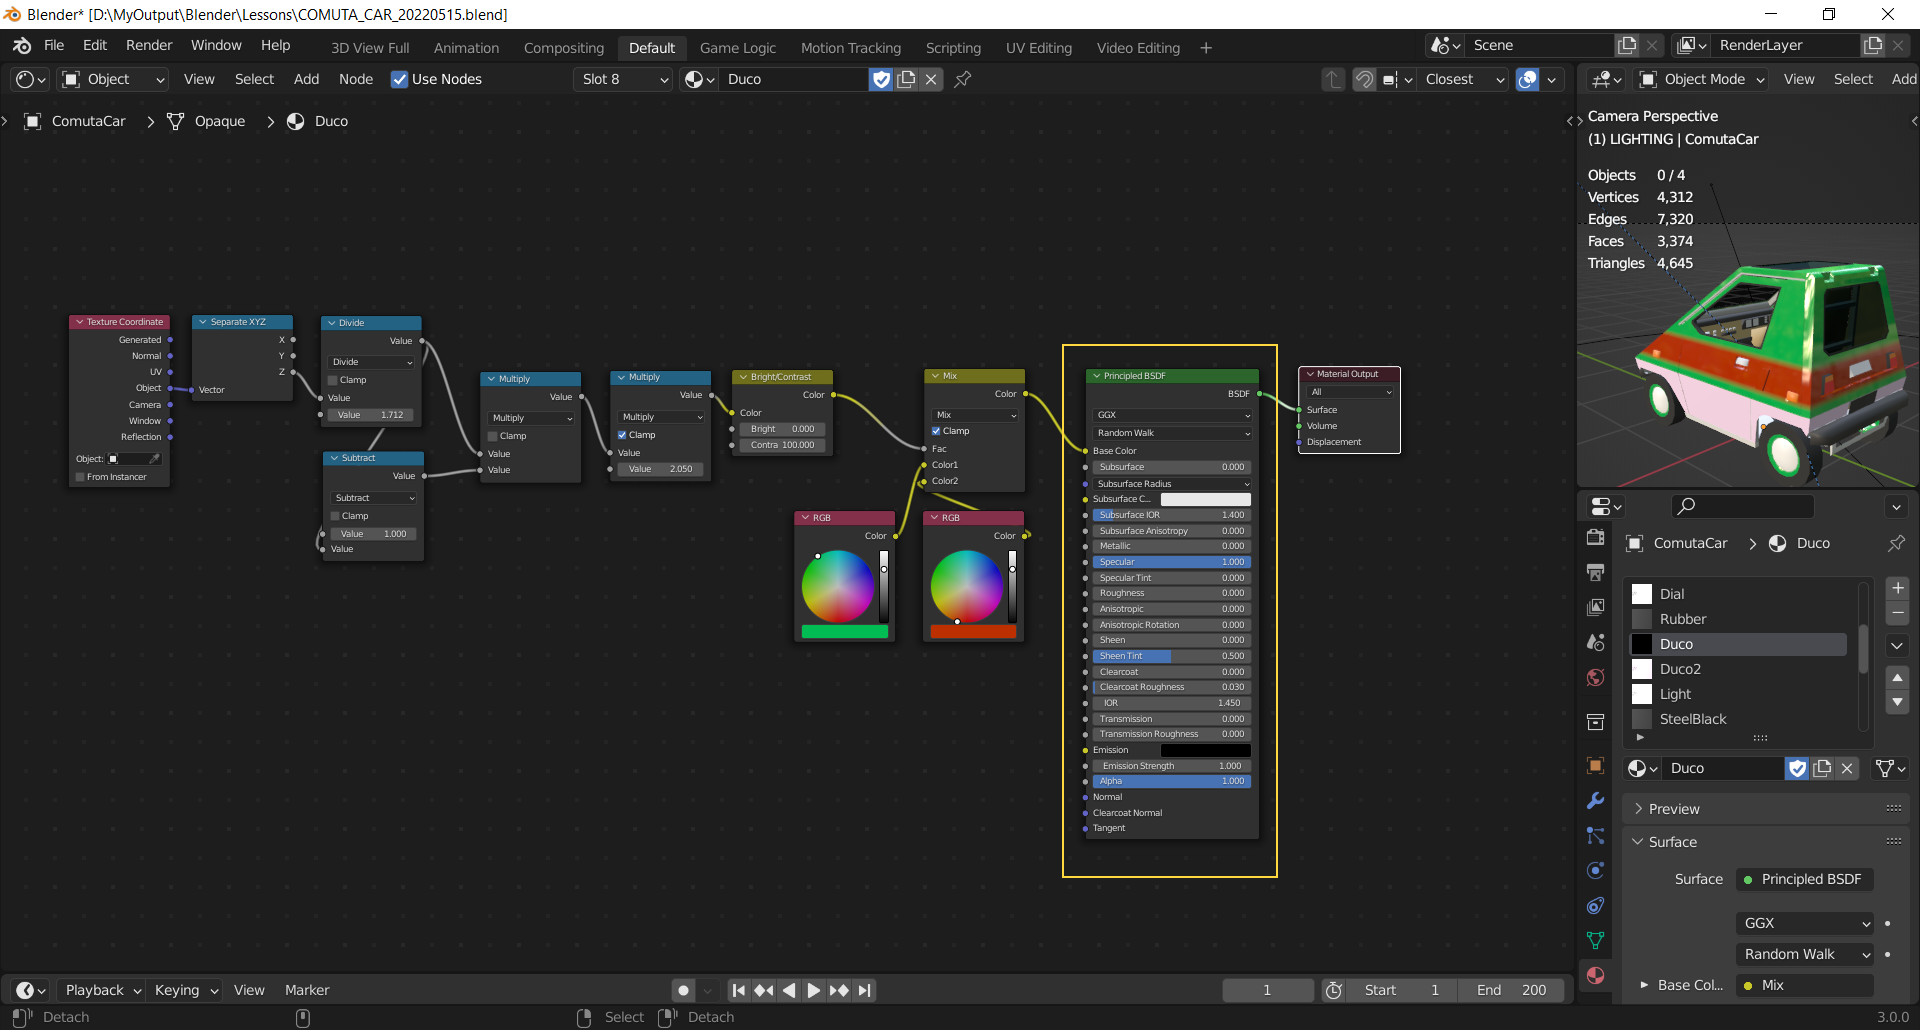 Blender* [D:\MyOutput\Blender\Lessons\COMUTA_CAR_20220515.blend]
File Edit Render Window Help 3D View Full Animation Compositing Default Game Logic Motion Tracking Scripting UV Editing Video Editing + Scene RenderLayer
Object View Select Add Node Use Nodes Slot 8 Duco Closest Object Mode View Select Add
ComutaCar > Opaque > Duco
Camera Perspective
(1) LIGHTING | ComutaCar
Objects 0 / 4
Vertices 4,312
Edges 7,320
Faces 3,374
Triangles 4,645
Texture Coordinate
Generated
Normal
UV
Object
Camera
Window
Reflection
Object:
From Instancer
Separate XYZ
X
Y
Z
Vector
Divide
Value
Divide
Clamp
Value
Value 1.712
Subtract
Value
Subtract
Clamp
Value 1.000
Value
Multiply
Value
Multiply
Clamp
Value
Value
Multiply
Value
Multiply
Clamp
Value
Value 2.050
Bright/Contrast
Color
Color
Bright 0.000
Contra 100.000
Mix
Color
Mix
Clamp
Fac
Color1
Color2
RGB
Color
RGB
Color
Principled BSDF
BSDF
GGX
Random Walk
Base Color
Subsurface 0.000
Subsurface Radius
Subsurface C...
Subsurface IOR 1.400
Subsurface Anisotropy 0.000
Metallic 0.000
Specular 1.000
Specular Tint 0.000
Roughness 0.000
Anisotropic 0.000
Anisotropic Rotation 0.000
Sheen 0.000
Sheen Tint 0.500
Clearcoat 0.000
Clearcoat Roughness 0.030
IOR 1.450
Transmission 0.000
Transmission Roughness 0.000
Emission
Emission Strength 1.000
Alpha 1.000
Normal
Clearcoat Normal
Tangent
Material Output
All
Surface
Volume
Displacement
ComutaCar > Duco
Dial
Rubber
Duco
Duco2
Light
SteelBlack
Duco
Preview
Surface
Surface Principled BSDF
GGX
Random Walk
Base Col... Mix
Playback Keying View Marker 1 Start 1 End 200
Detach Select Detach 3.0.0